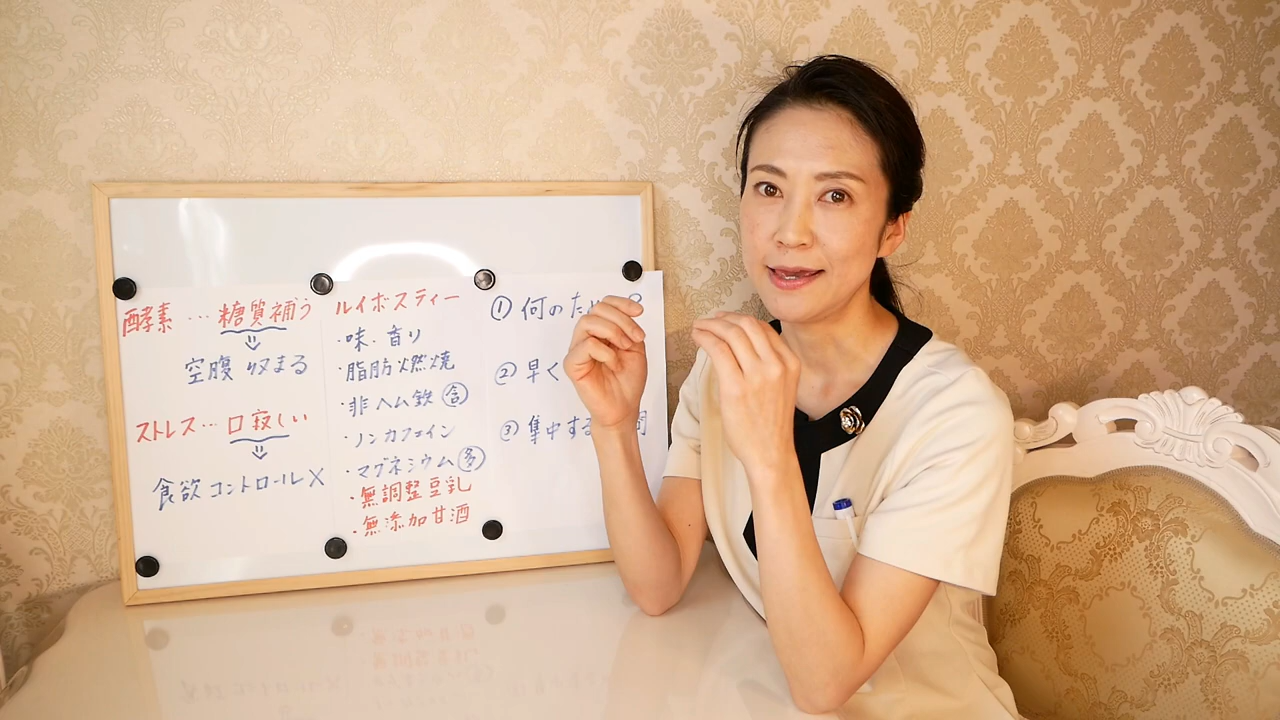 酵素…糖質補う
⇓
空腹 収まる
ストレス…口寂しい
⇓
食欲コントロール×
ルイボスティー
・味・香り
・脂肪燃焼
・非ヘム鉄含
・ノンカフェイン
・マグネシウム多
・無調整豆乳
・無添加甘酒
① 何のため
② 早く
③ 集中する 間